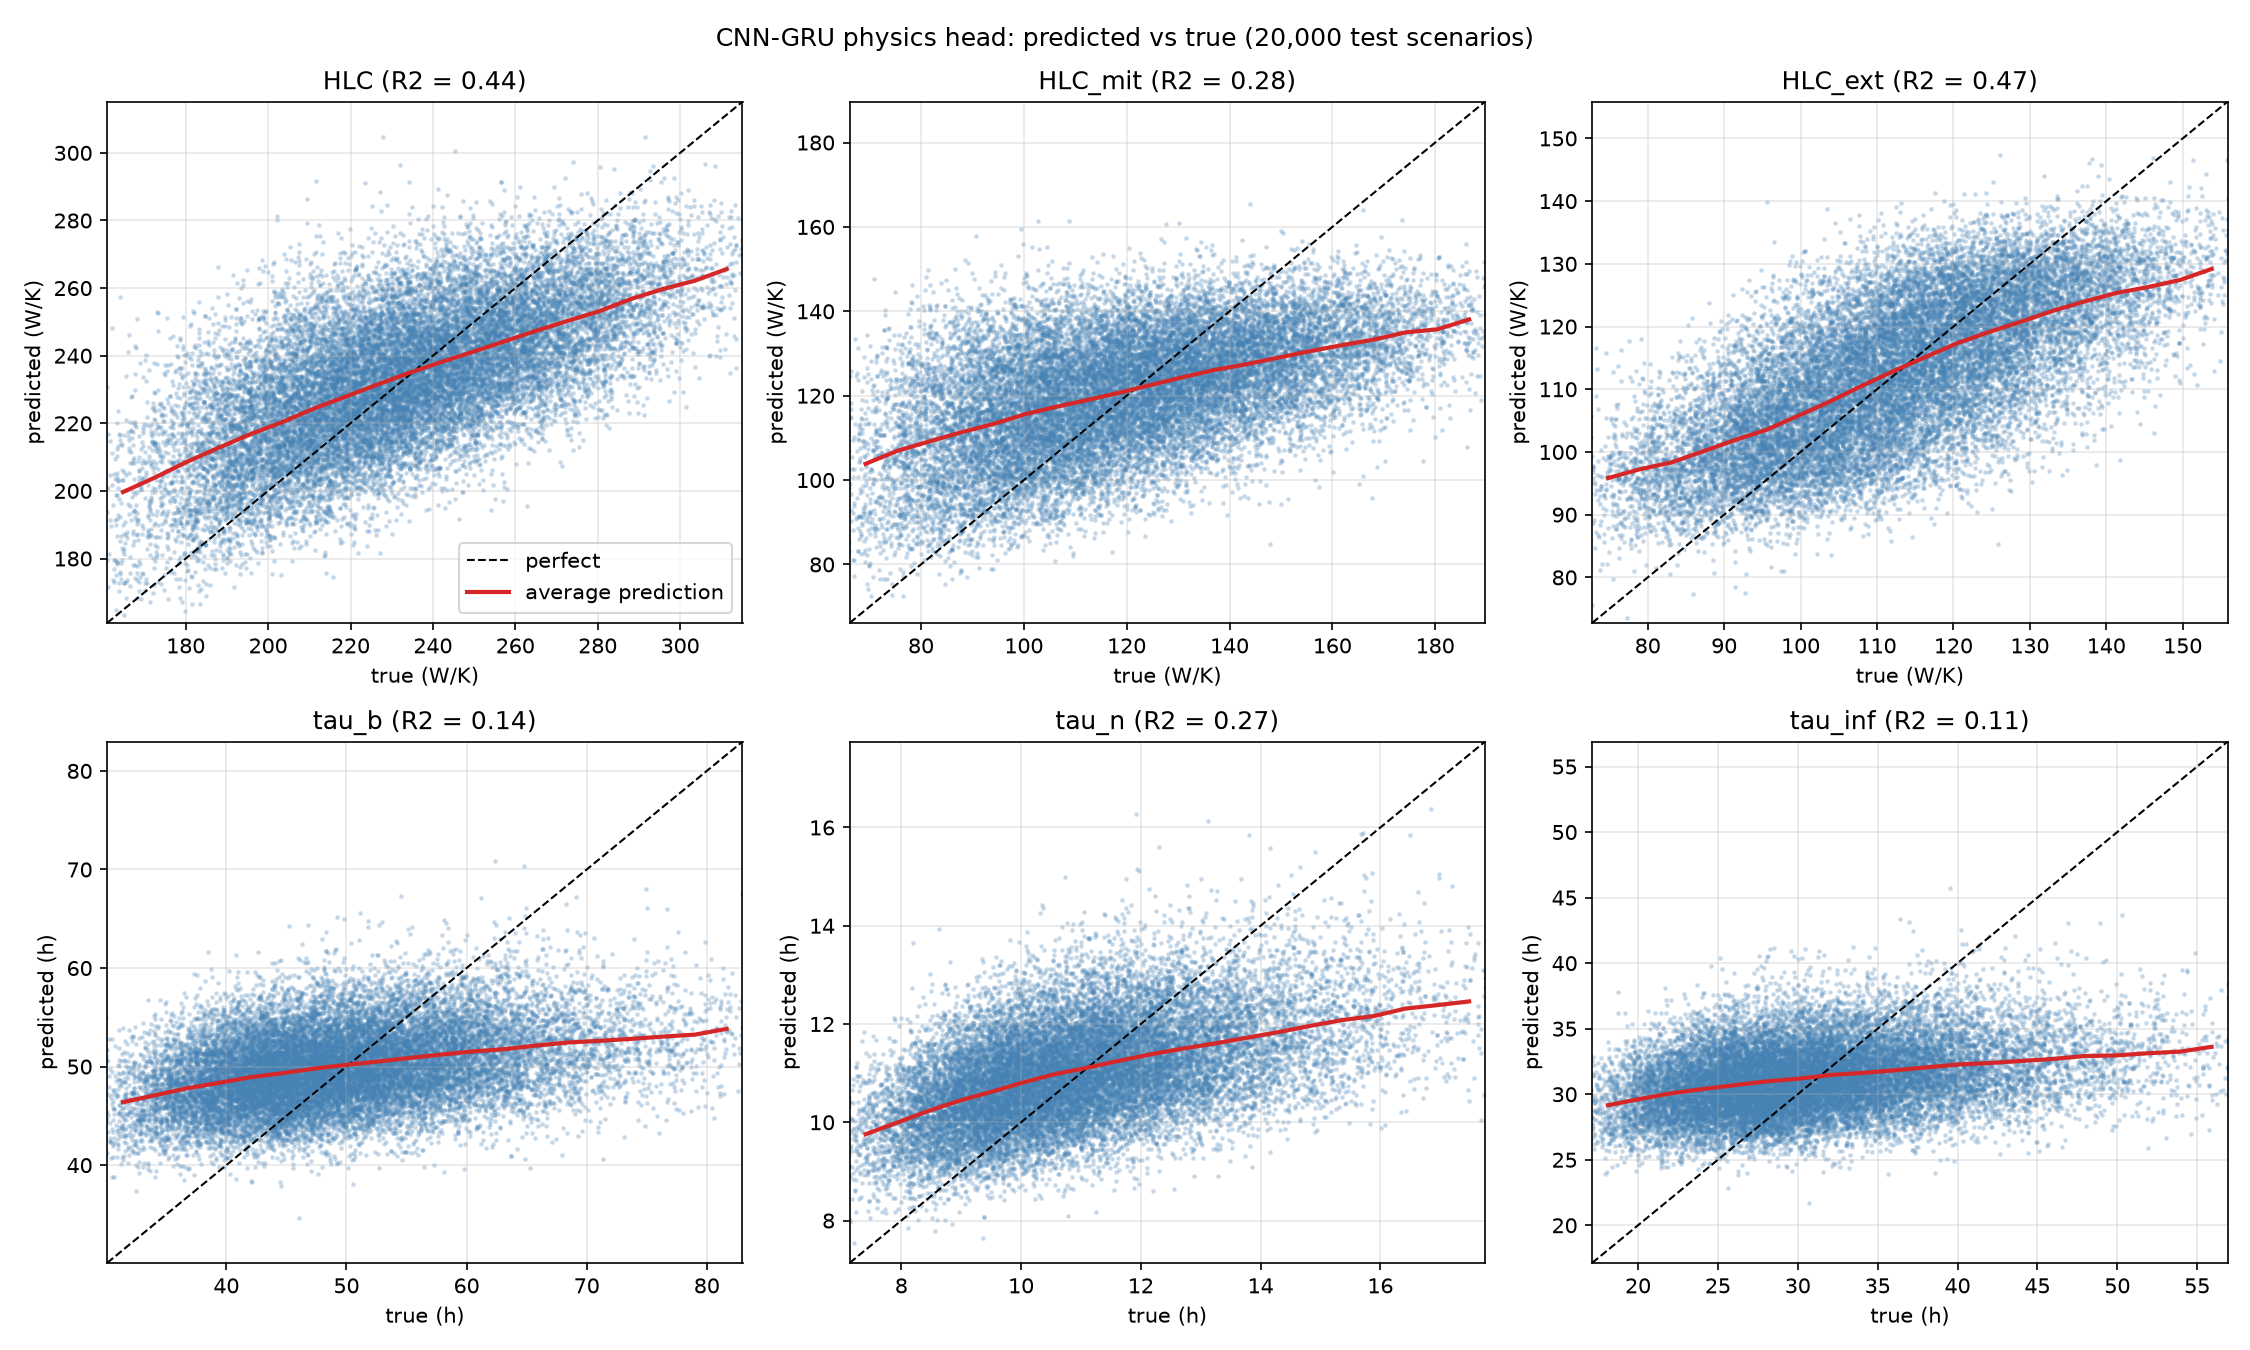 CNN-GRU physics head: predicted vs true (20,000 test scenarios)
HLC (R2 = 0.44)
predicted (W/K)
300
280
260
240
220
200
180
180 200 220 240 260 280 300
true (W/K)
perfect
average prediction
HLC_mit (R2 = 0.28)
predicted (W/K)
180
160
140
120
100
80
80 100 120 140 160 180
true (W/K)
HLC_ext (R2 = 0.47)
predicted (W/K)
150
140
130
120
110
100
90
80
80 90 100 110 120 130 140 150
true (W/K)
tau_b (R2 = 0.14)
predicted (h)
80
70
60
50
40
40 50 60 70 80
true (h)
tau_n (R2 = 0.27)
predicted (h)
16
14
12
10
8
8 10 12 14 16
true (h)
tau_inf (R2 = 0.11)
predicted (h)
55
50
45
40
35
30
25
20
20 25 30 35 40 45 50 55
true (h)